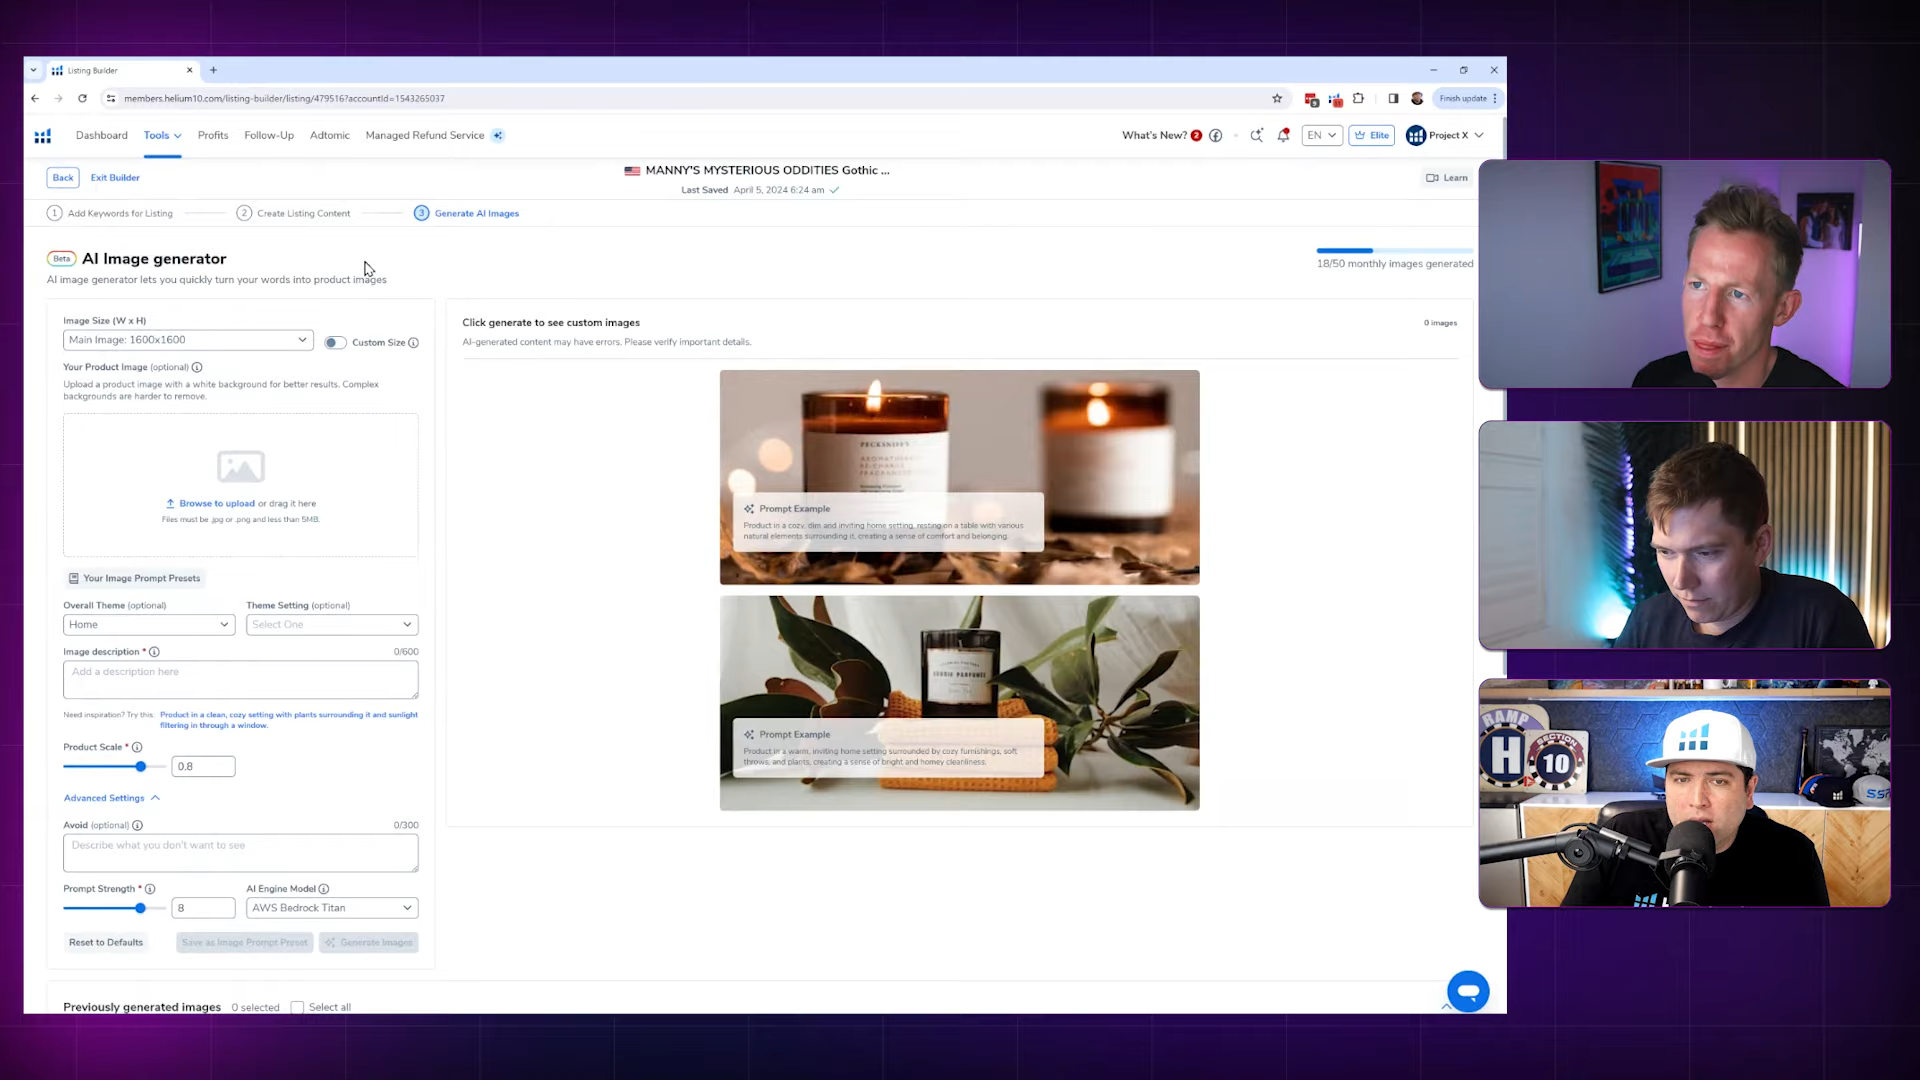 Listing Builder
members.helium10.com/listing-builder/listing/479516?accountId=1543265037
Finish update
Dashboard
Tools
Profits
Follow-Up
Adtomic
Managed Refund Service
What's New? 2
EN
Elite
Project X
Back
Exit Builder
MANNY'S MYSTERIOUS ODDITIES Gothic ...
Last Saved April 5, 2024 6:24 am
Learn
1 Add Keywords for Listing
2 Create Listing Content
3 Generate AI Images
Beta AI Image generator
AI image generator lets you quickly turn your words into product images
18/50 monthly images generated
Image Size (W x H)
Main Image: 1600x1600
Custom Size
Your Product Image (optional)
Upload a product image with a white background for better results. Complex
backgrounds are harder to remove.
Browse to upload or drag it here
Files must be .jpg or .png and less than 5MB.
Your Image Prompt Presets
Overall Theme (optional)
Theme Setting (optional)
Home
Select One
Image description *
0/600
Add a description here
Need inspiration? Try this: Product in a clean, cozy setting with plants surrounding it and sunlight
filtering in through a window.
Product Scale *
0.8
Advanced Settings
Avoid (optional)
0/300
Describe what you don't want to see
Prompt Strength *
AI Engine Model
8
AWS Bedrock Titan
Reset to Defaults
Save as Image Prompt Preset
Generate Images
Previously generated images
0 selected
Select all
Click generate to see custom images
0 images
AI-generated content may have errors. Please verify important details.
PECKSNIFF'S
Prompt Example
Product in a cozy, dim and inviting home setting, resting on a table with various
natural elements surrounding it, creating a sense of comfort and belonging.
Prompt Example
Product in a warm, inviting home setting surrounded by cozy furnishings, soft
throws, and plants, creating a sense of bright and homey cleanliness.
RAMP
H
SECTION
10
SSP